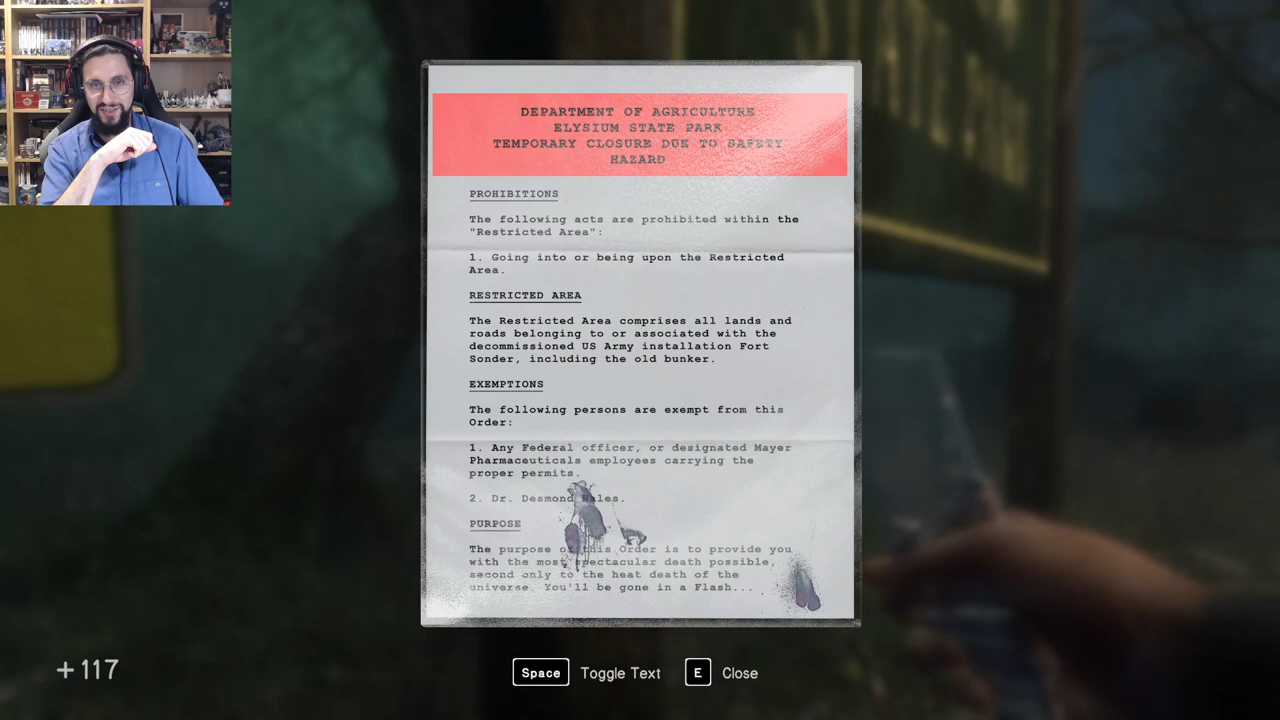 DEPARTMENT OF AGRICULTURE
ELYSIUM STATE PARK
TEMPORARY CLOSURE DUE TO SAFETY
HAZARD
PROHIBITIONS
The following acts are prohibited within the
"Restricted Area":
1. Going into or being upon the Restricted
Area.
RESTRICTED AREA
The Restricted Area comprises all lands and
roads belonging to or associated with the
decommissioned US Army installation Fort
Sonder, including the old bunker.
EXEMPTIONS
The following persons are exempt from this
Order:
1. Any Federal officer, or designated Mayer
Pharmaceuticals employees carrying the
proper permits.
2. Dr. Desmond Wales.
PURPOSE
The purpose of this Order is to provide you
with the most spectacular death possible,
second only to the heat death of the
universe. You'll be gone in a Flash...
+117
Space Toggle Text E Close